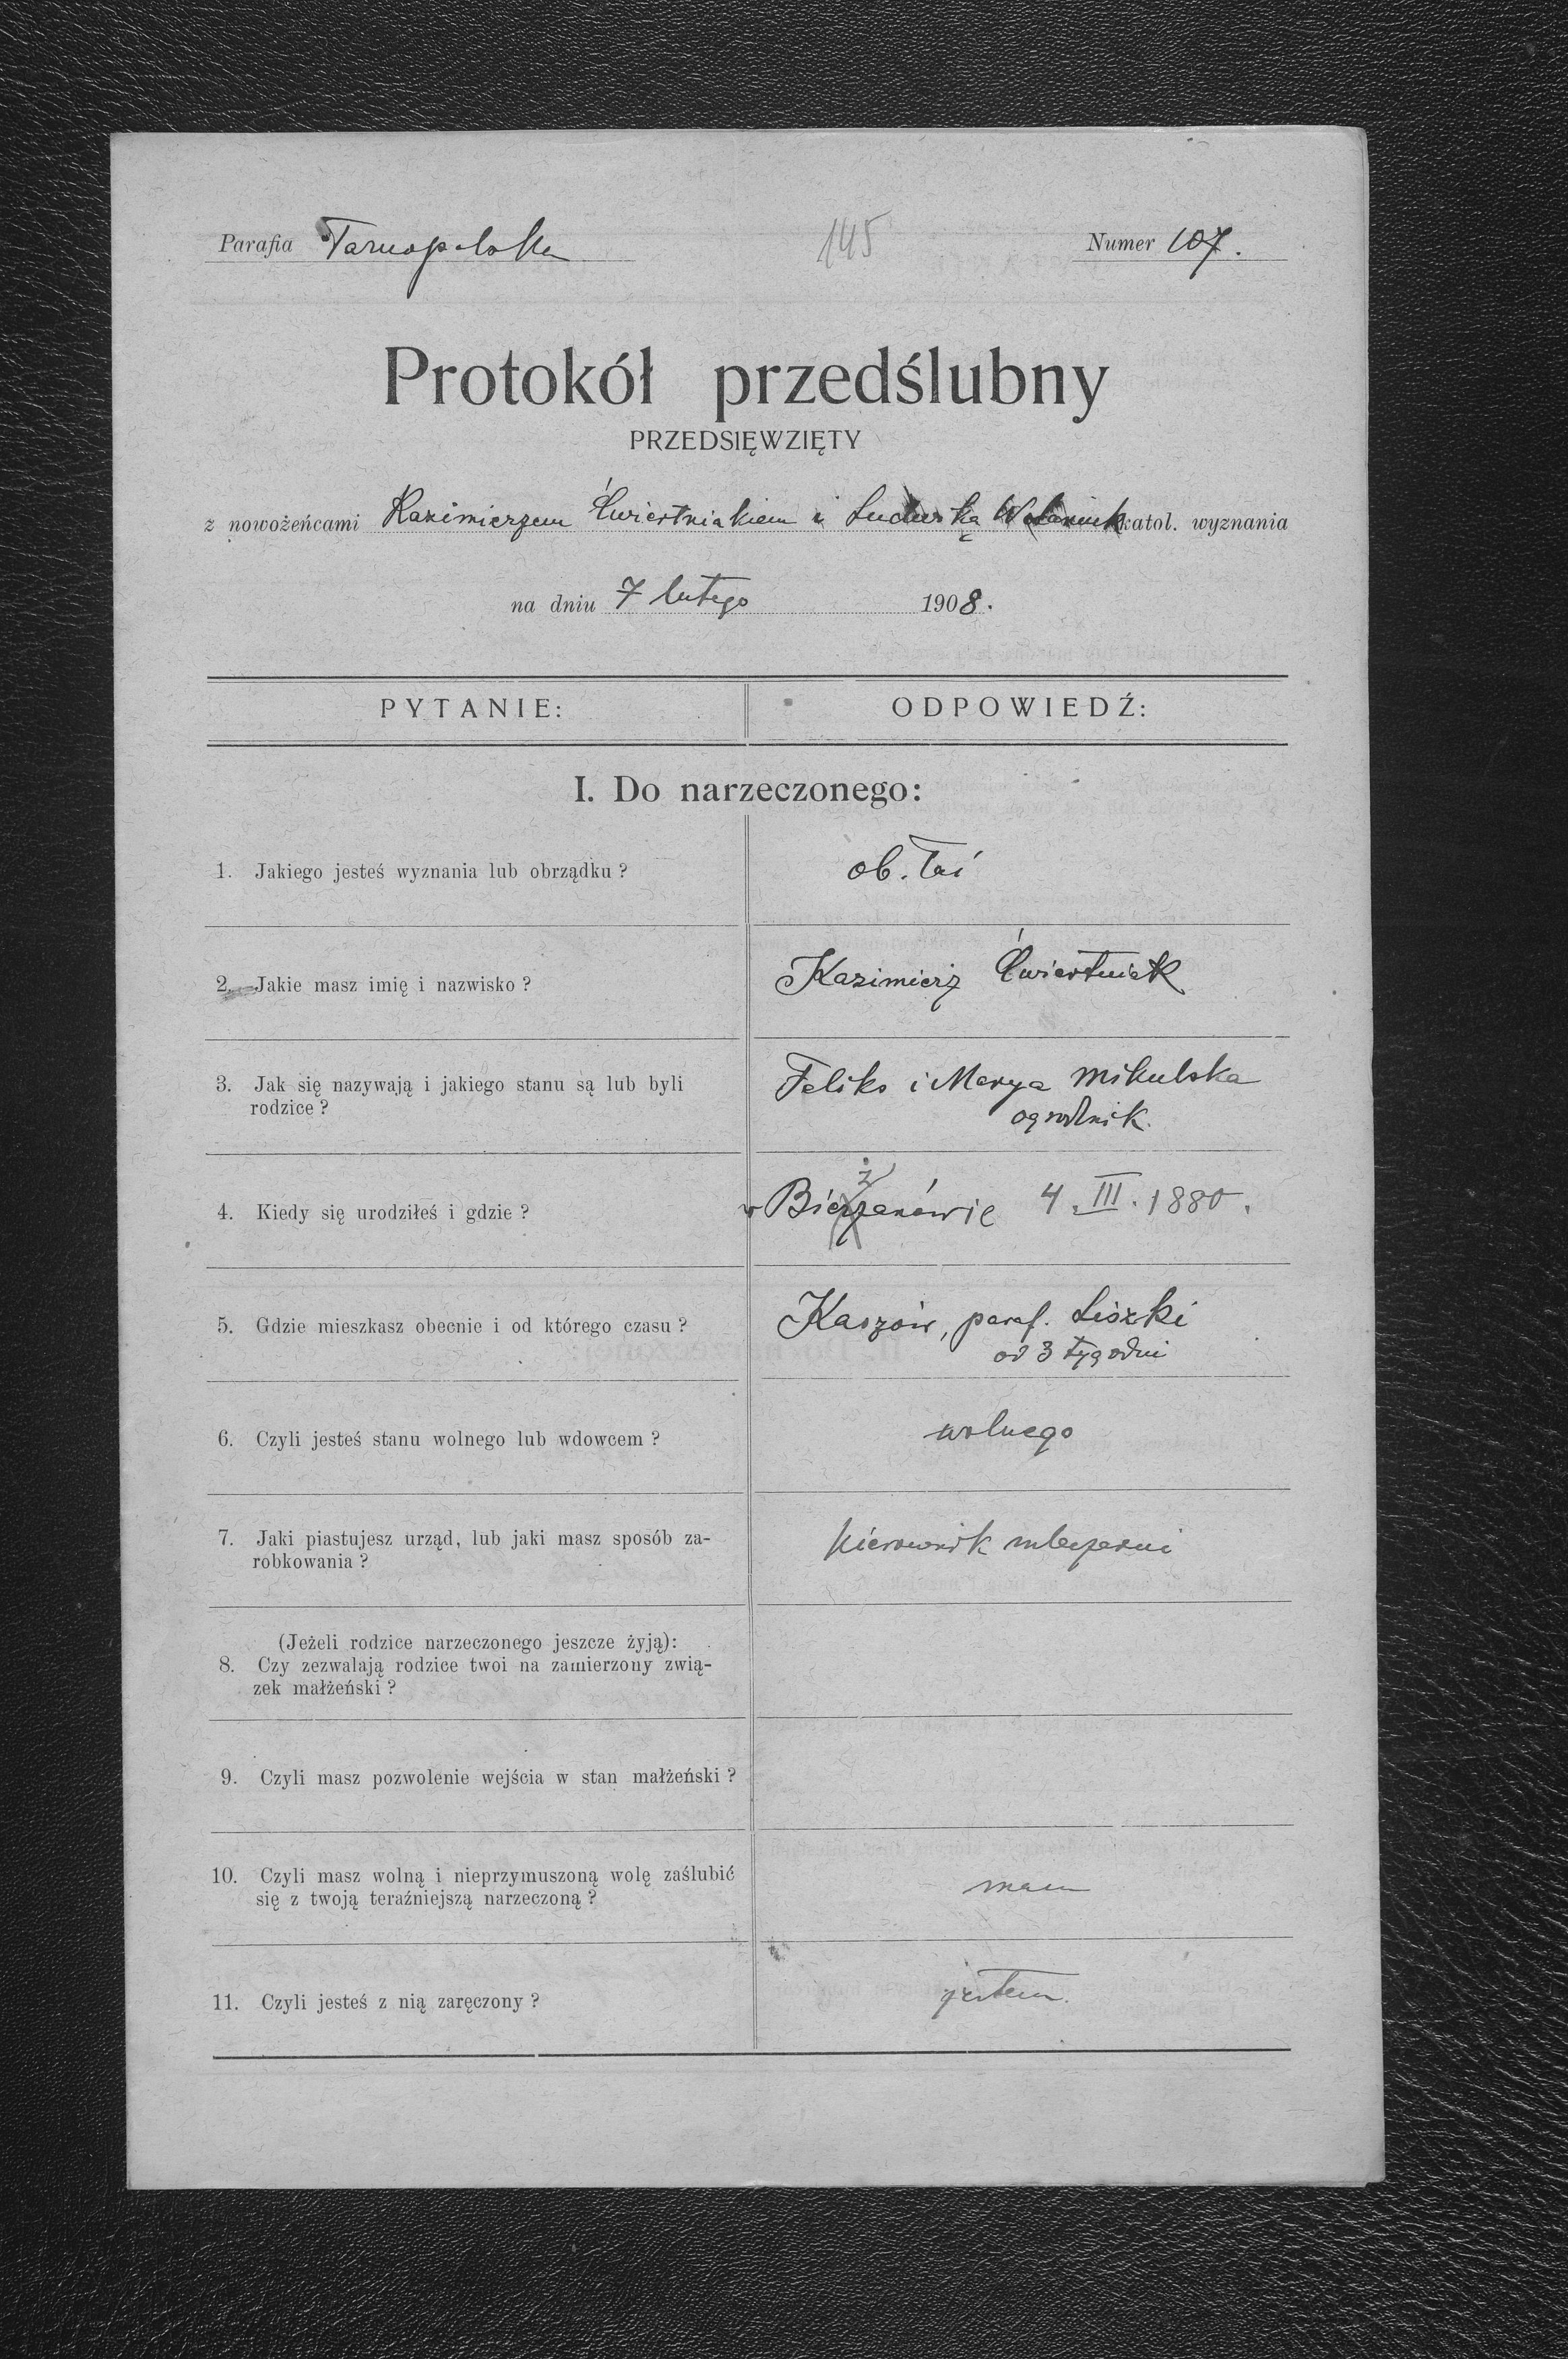 Parafia Tarnopolska 145 Numer 107.
Protokół przedślubny
PRZEDSIĘWZIĘTY
z nowożeńcami Kazimierzem Ćwiertniakiem i katol. wyznania
na dniu 7 lutego 1908.
PYTANIE: ODPOWIEDŹ:
I. Do narzeczonego:
1. Jakiego jesteś wyznania lub obrządku? ob. łać
2. Jakie masz imię i nazwisko? Kazimierz Ćwiertniak
3. Jak się nazywają i jakiego stanu są lub byli Feliks i Marya Mikulska
rodzice? ogrodnik.
4. Kiedy się urodziłeś i gdzie? w Bierzanówie 4. III. 1880.
ż
5. Gdzie mieszkasz obecnie i od którego czasu? Kaszów, paraf. Liszki
od 3 tygodni
6. Czyli jesteś stanu wolnego lub wdowcem? wolnego
7. Jaki piastujesz urząd, lub jaki masz sposób za- kierownik mleczarni
robkowania?
(Jeżeli rodzice narzeczonego jeszcze żyją):
8. Czy zezwalają rodzice twoi na zamierzony zwią-
zek małżeński?
9. Czyli masz pozwolenie wejścia w stan małżeński?
10. Czyli masz wolną i nieprzymuszoną wolę zaślubić mam
się z twoją teraźniejszą narzeczoną?
11. Czyli jesteś z nią zaręczony? jestem.